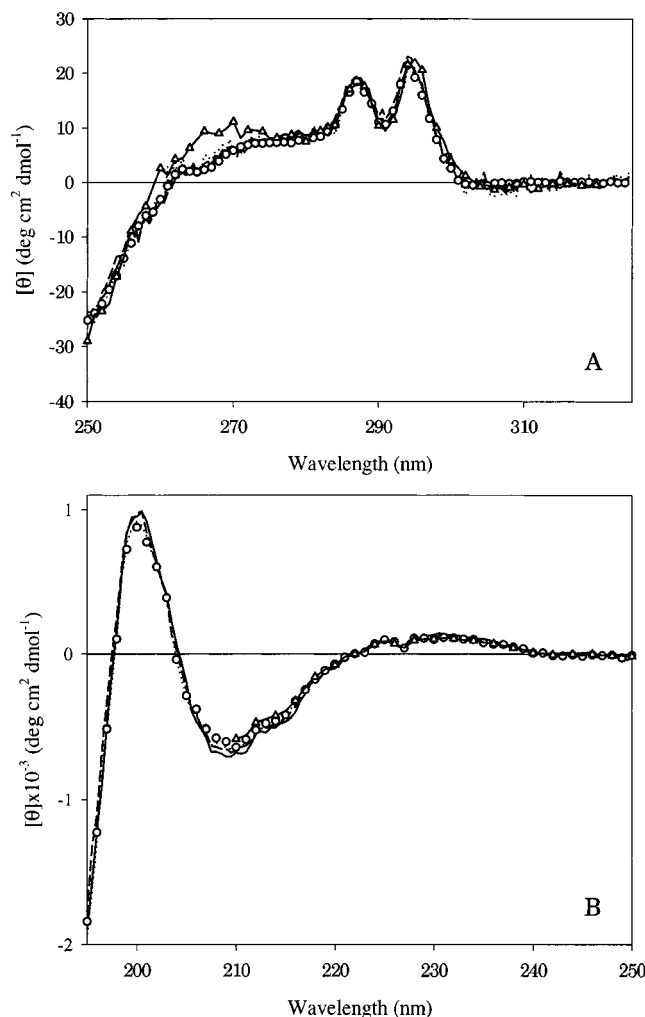 30
20
10
0
-10
-20
-30
-40
[θ] (deg cm² dmol⁻¹)
A
250 270 290 310
Wavelength (nm)
1
0
-1
-2
[θ]x10⁻³ (deg cm² dmol⁻¹)
B
200 210 220 230 240 250
Wavelength (nm)